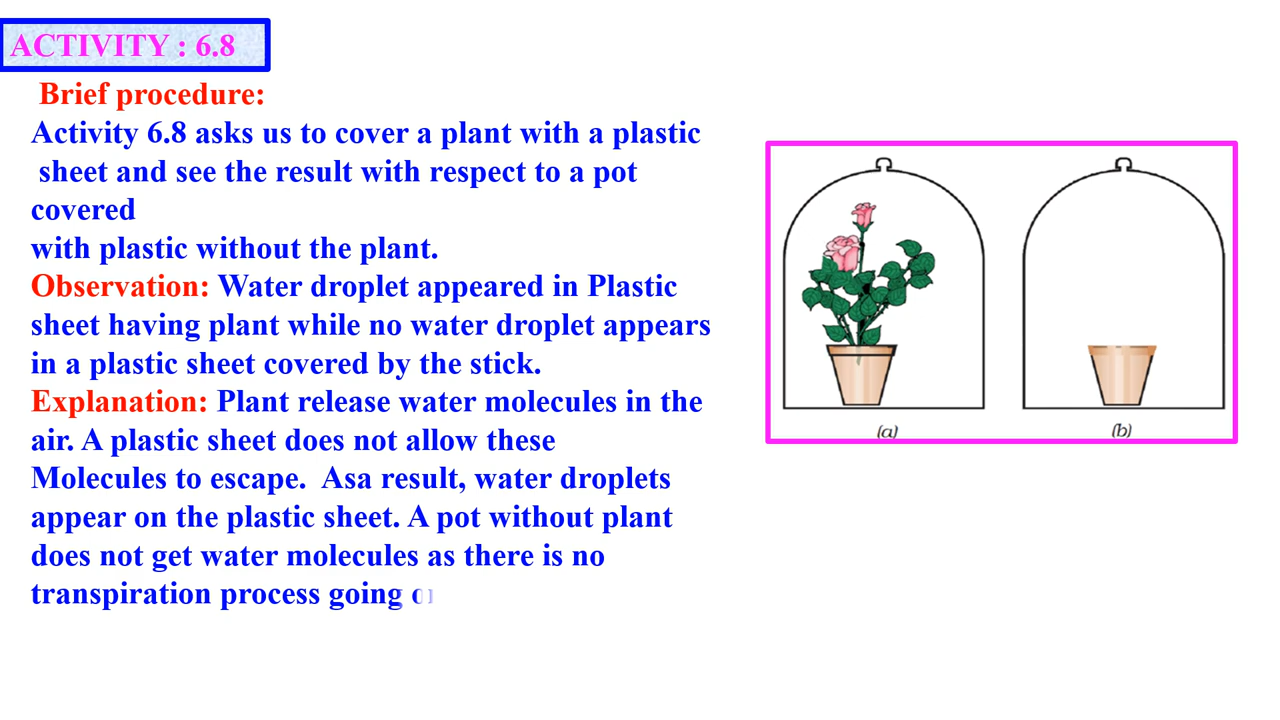 ACTIVITY : 6.8
Brief procedure:
Activity 6.8 asks us to cover a plant with a plastic
sheet and see the result with respect to a pot
covered
with plastic without the plant.
Observation: Water droplet appeared in Plastic
sheet having plant while no water droplet appears
in a plastic sheet covered by the stick.
Explanation: Plant release water molecules in the
air. A plastic sheet does not allow these
Molecules to escape.  Asa result, water droplets
appear on the plastic sheet. A pot without plant
does not get water molecules as there is no
transpiration process going
(a)
(b)